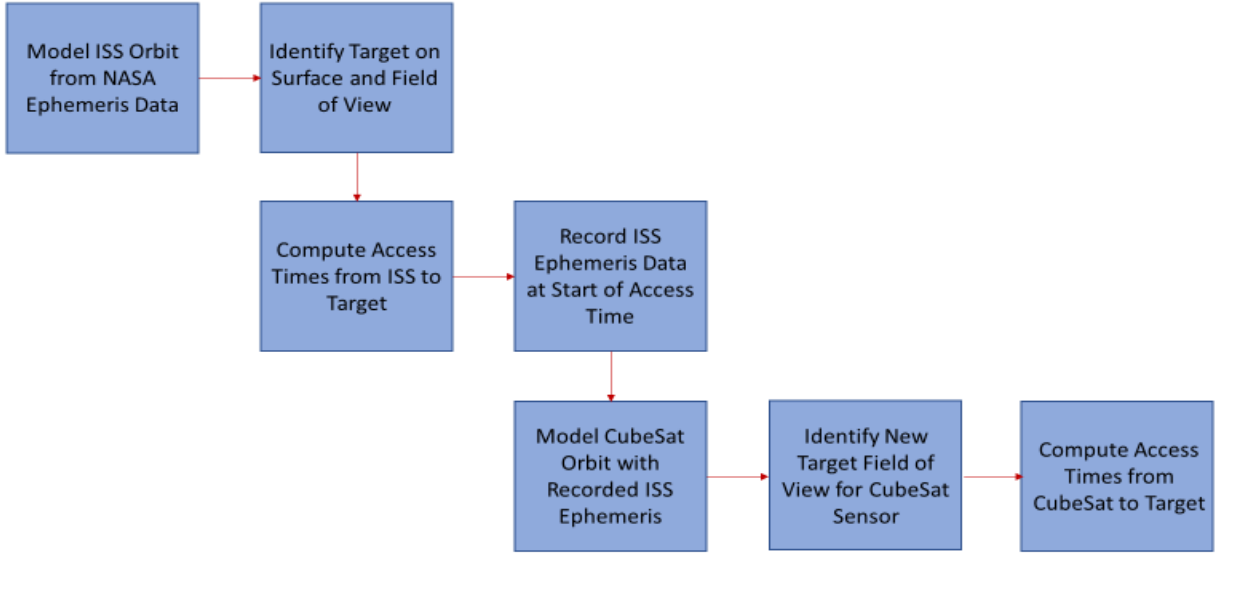 Model ISS Orbit
from NASA
Ephemeris Data
Identify Target on
Surface and Field
of View
Compute Access
Times from ISS to
Target
Record ISS
Ephemeris Data
at Start of Access
Time
Model CubeSat
Orbit with
Recorded ISS
Ephemeris
Identify New
Target Field of
View for CubeSat
Sensor
Compute Access
Times from
CubeSat to Target